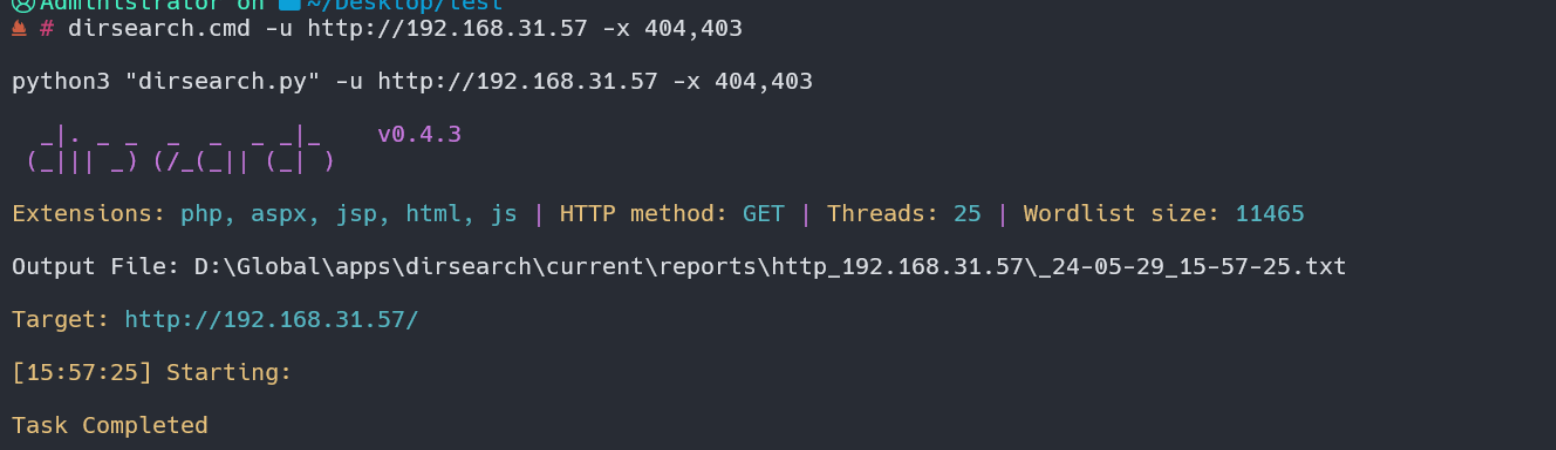 Administrator on ~/Desktop/test
# dirsearch.cmd -u http://192.168.31.57 -x 404,403
python3 "dirsearch.py" -u http://192.168.31.57 -x 404,403
  _|. _ _  _  _  _ _|_    v0.4.3
 (_||| _) (/_(_|| (_| )
Extensions: php, aspx, jsp, html, js | HTTP method: GET | Threads: 25 | Wordlist size: 11465
Output File: D:\Global\apps\dirsearch\current\reports\http_192.168.31.57\_24-05-29_15-57-25.txt
Target: http://192.168.31.57/
[15:57:25] Starting:
Task Completed